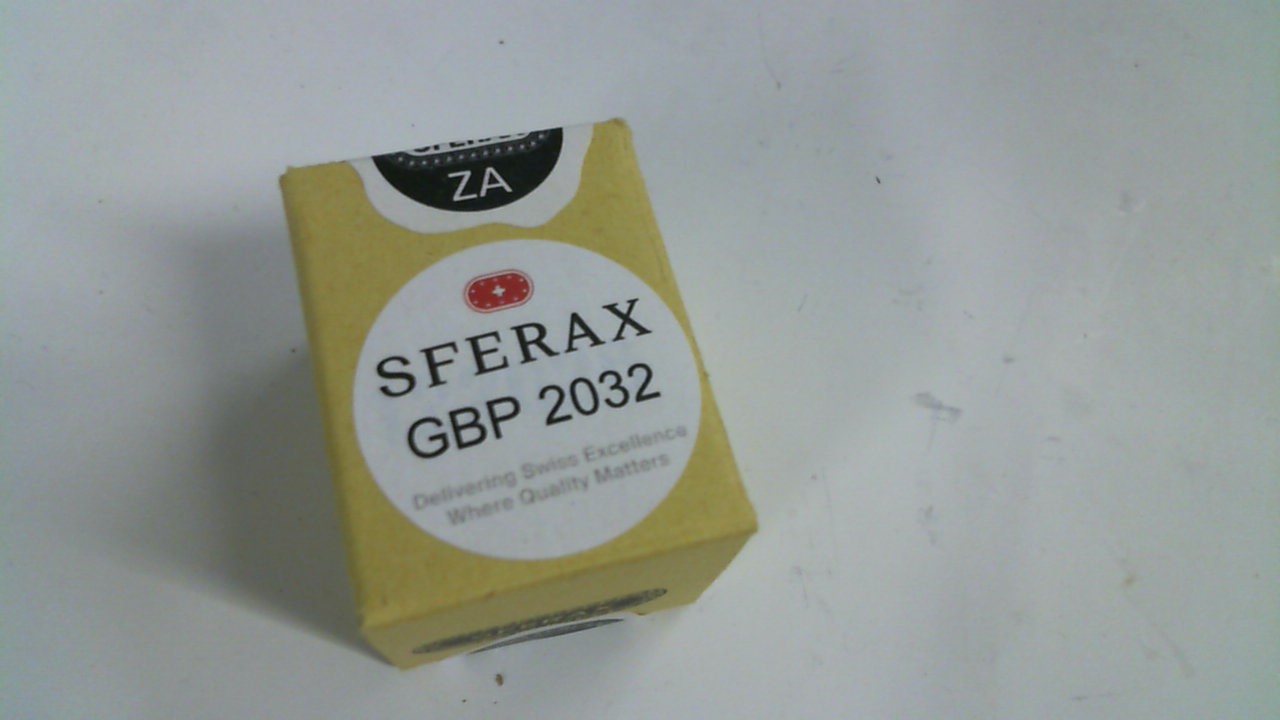 ZA
SFERAX
GBP 2032
Delivering Swiss Excellence
Where Quality Matters